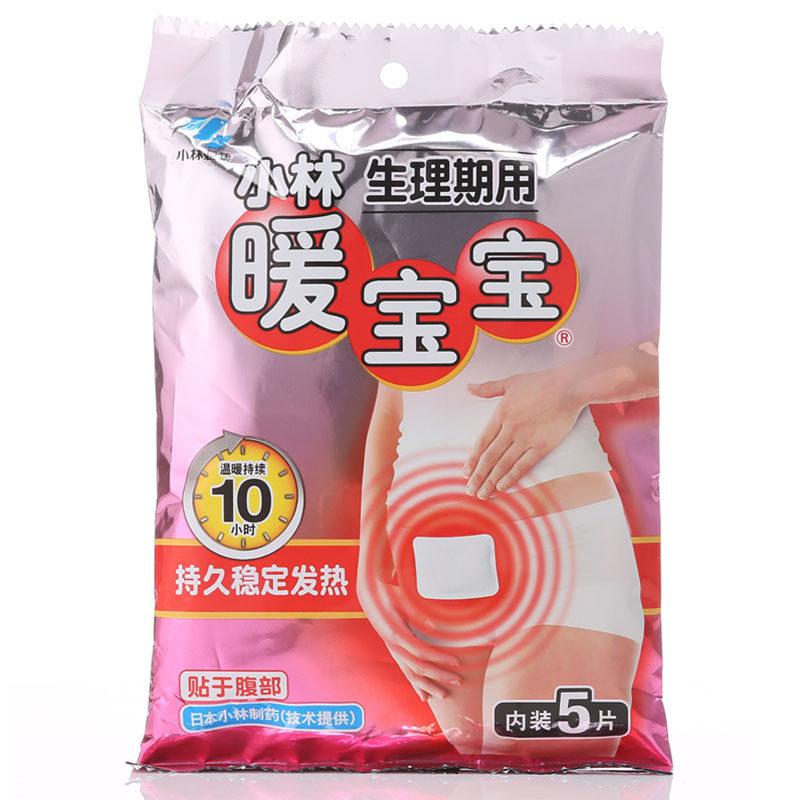 小林
小林 生理期用
暖宝宝®
温暖持续
10
小时
持久稳定发热
贴于腹部
日本小林制药(技术提供)
内装5片